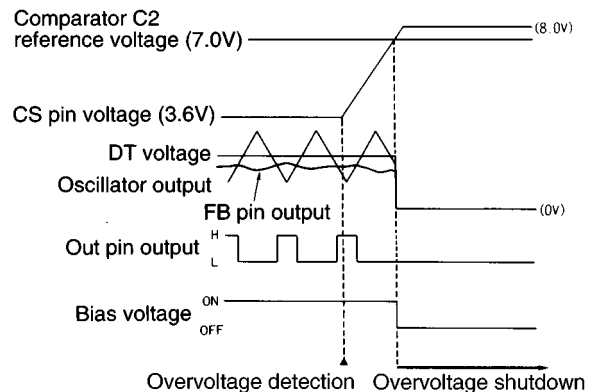 Comparator C2
reference voltage (7.0V)
(8.0V)
CS pin voltage (3.6V)
DT voltage
Oscillator output
FB pin output
(0V)
Out pin output
H
L
Bias voltage
ON
OFF
Overvoltage detection
Overvoltage shutdown